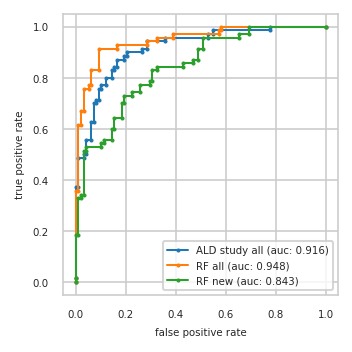 1.0
0.8
0.6
0.4
0.2
0.0
true positive rate
ALD study all (auc: 0.916)
RF all (auc: 0.948)
RF new (auc: 0.843)
0.0 0.2 0.4 0.6 0.8 1.0
false positive rate